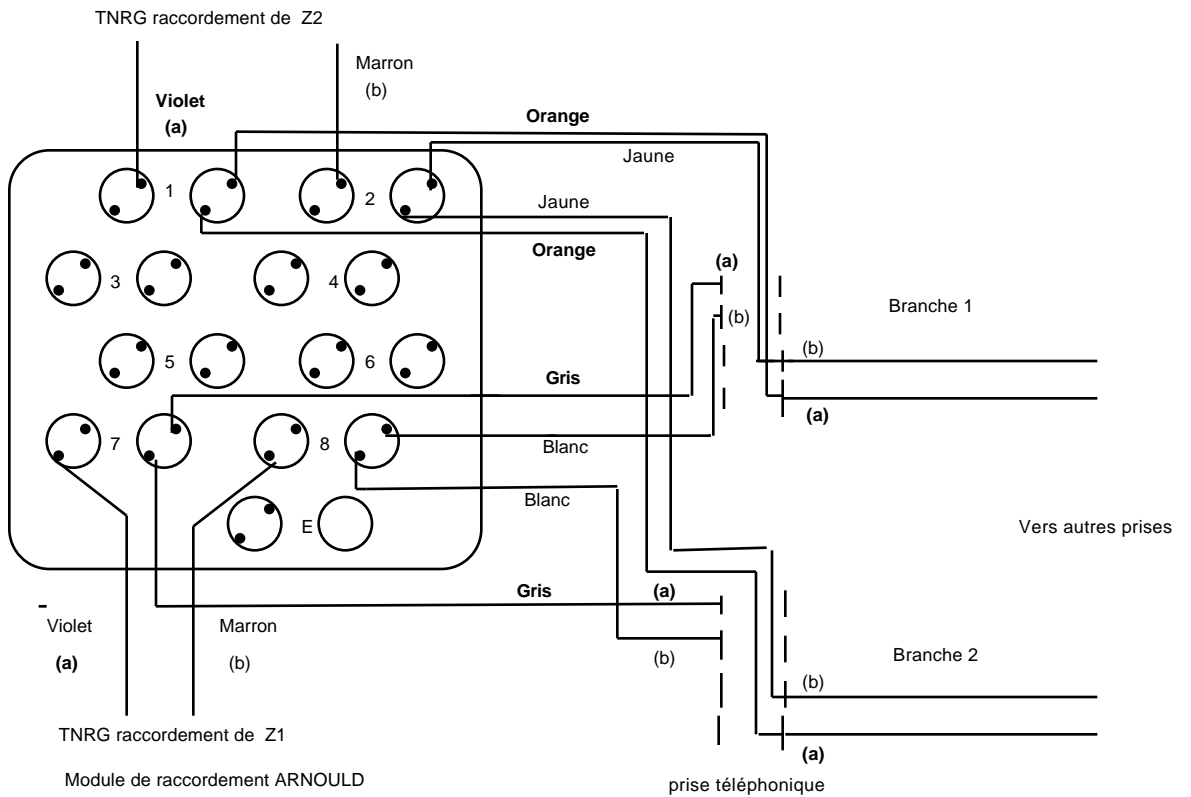 TNRG raccordement de Z2
Marron
(b)
Violet
(a)
Orange
Jaune
1
2
Jaune
Orange
3
4
(a)
(b)
Branche 1
5
6
(b)
Gris
(a)
7
8
Blanc
Blanc
E
Vers autres prises
Gris
(a)
Violet
Marron
(a)
(b)
(b)
Branche 2
(b)
TNRG raccordement de Z1
(a)
Module de raccordement ARNOULD
prise téléphonique